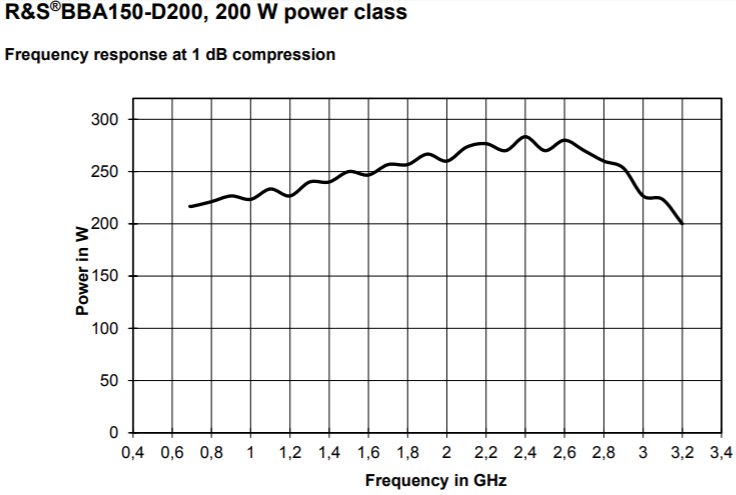 R&S®BBA150-D200, 200 W power class
Frequency response at 1 dB compression
300
250
200
150
100
50
0
Power in W
0,4 0,6 0,8 1 1,2 1,4 1,6 1,8 2 2,2 2,4 2,6 2,8 3 3,2 3,4
Frequency in GHz